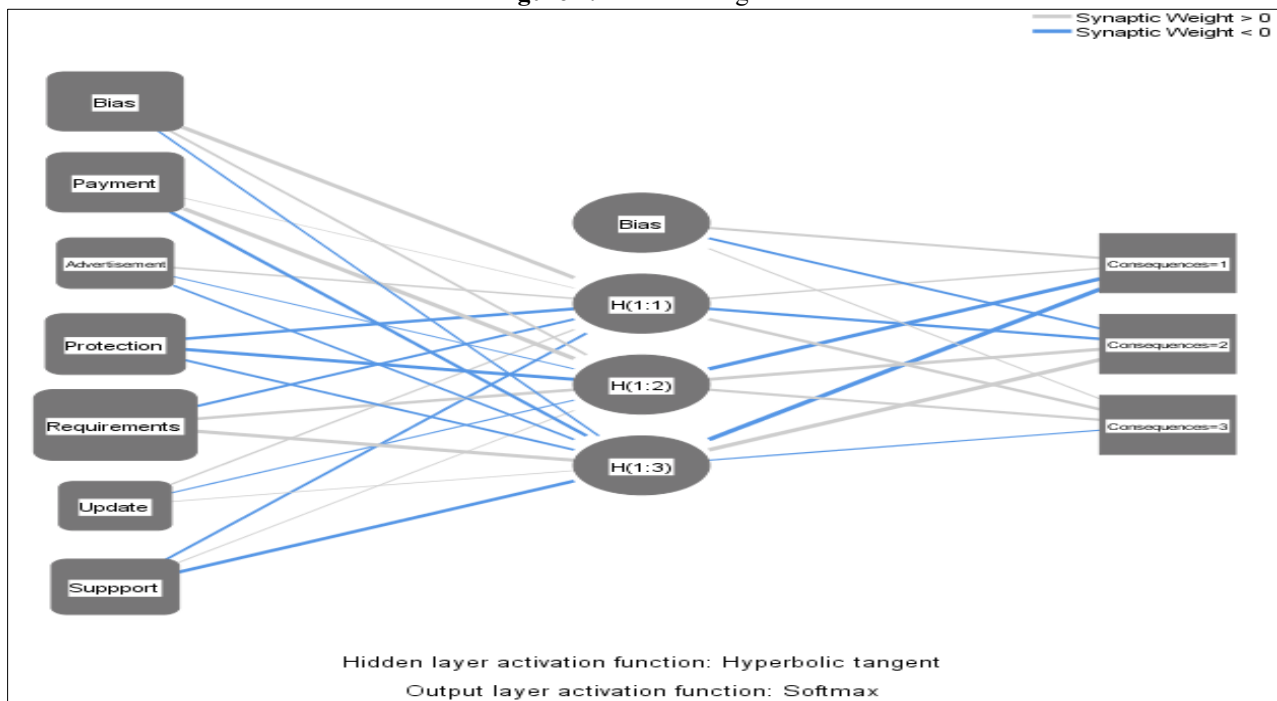 Synaptic Weight > 0
Synaptic Weight < 0
Bias
Payment
Advertisement
Protection
Requirements
Update
Suppport
Bias
H(1:1)
H(1:2)
H(1:3)
Consequences=1
Consequences=2
Consequences=3
Hidden layer activation function: Hyperbolic tangent
Output layer activation function: Softmax